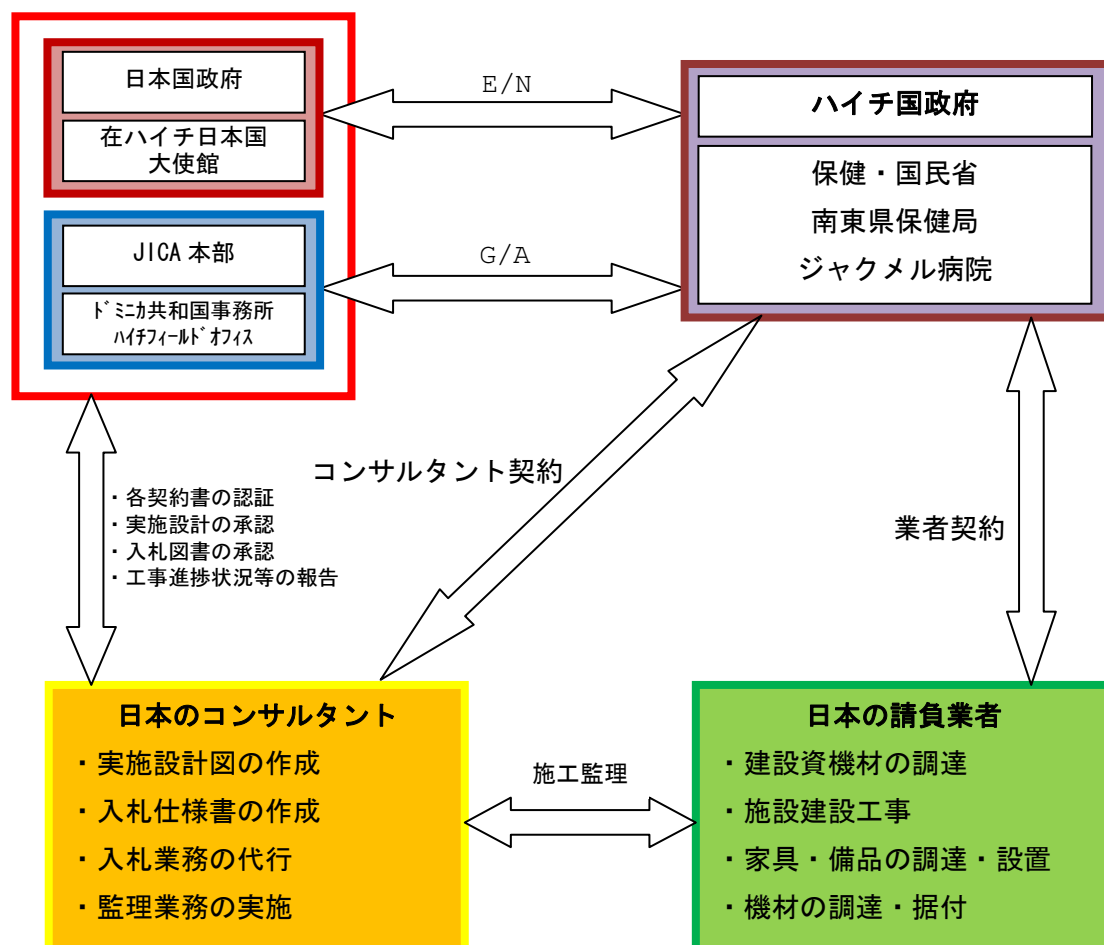 日本国政府
在ハイチ日本国
大使館
E/N
ハイチ国政府
保健・国民省
南東県保健局
ジャクメル病院
JICA 本部
ﾄﾞﾐﾆｶ共和国事務所
ﾊｲﾁﾌｨｰﾙﾄﾞｵﾌｨｽ
G/A
コンサルタント契約
・各契約書の認証
・実施設計の承認
・入札図書の承認
・工事進捗状況等の報告
業者契約
日本のコンサルタント
・実施設計図の作成
・入札仕様書の作成
・入札業務の代行
・監理業務の実施
施工監理
日本の請負業者
・建設資機材の調達
・施設建設工事
・家具・備品の調達・設置
・機材の調達・据付